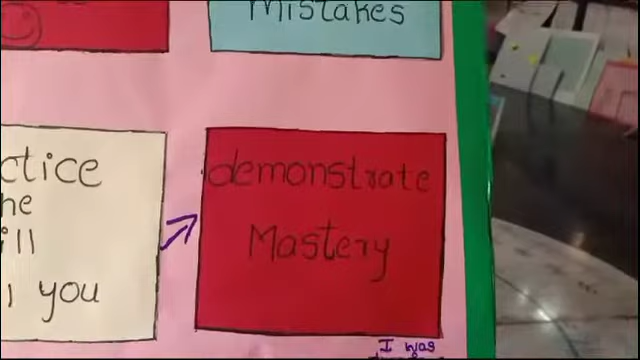 Mistakes
ctice
he
ill
you
demonstrate
Mastery
I was